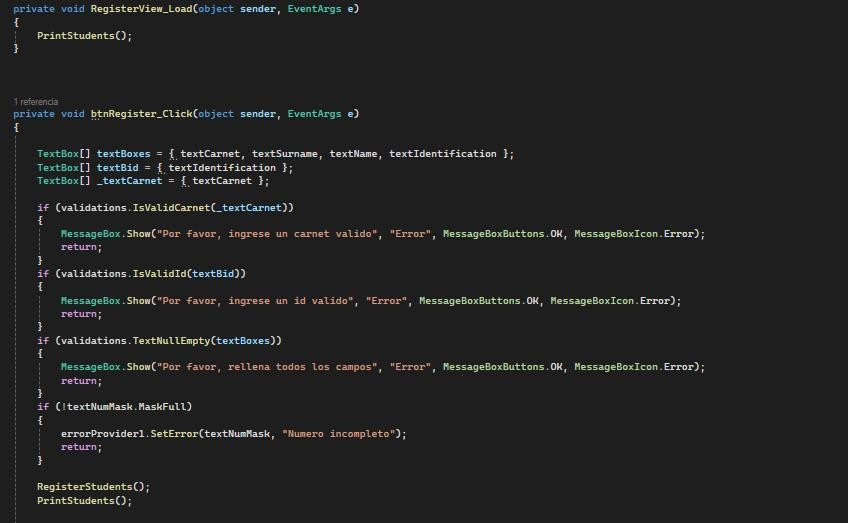 private void RegisterView_Load(object sender, EventArgs e)
{
    PrintStudents();
}
1 referencia
private void btnRegister_Click(object sender, EventArgs e)
{
    TextBox[] textBoxes = { textCarnet, textSurname, textName, textIdentification };
    TextBox[] textBid = { textIdentification };
    TextBox[] _textCarnet = { textCarnet };
    if (validations.IsValidCarnet(_textCarnet))
    {
        MessageBox.Show("Por favor, ingrese un carnet valido", "Error", MessageBoxButtons.OK, MessageBoxIcon.Error);
        return;
    }
    if (validations.IsValidId(textBid))
    {
        MessageBox.Show("Por favor, ingrese un id valido", "Error", MessageBoxButtons.OK, MessageBoxIcon.Error);
        return;
    }
    if (validations.TextNullEmpty(textBoxes))
    {
        MessageBox.Show("Por favor, rellena todos los campos", "Error", MessageBoxButtons.OK, MessageBoxIcon.Error);
        return;
    }
    if (!textNumMask.MaskFull)
    {
        errorProvider1.SetError(textNumMask, "Numero incompleto");
        return;
    }
    RegisterStudents();
    PrintStudents();